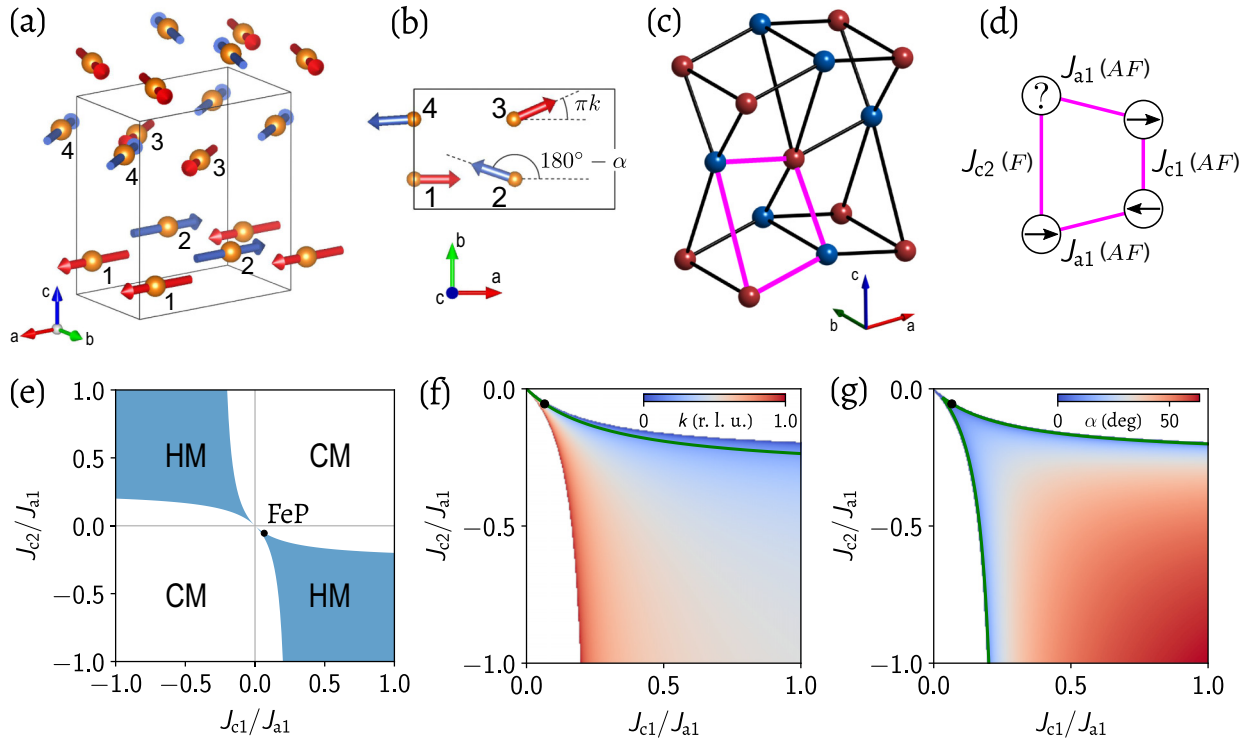 (a)
4
3
4
3
2
2
1
1
c
a
b
(b)
4
3
πk
180° − α
1
2
b
c
a
(c)
c
b
a
(d)
J_a1 (AF)
?
J_c2 (F)
J_c1 (AF)
J_a1 (AF)
(e)
1.0
0.5
0.0
−0.5
−1.0
HM
CM
FeP
CM
HM
−1.0
−0.5
0.0
0.5
1.0
J_c2/J_a1
J_c1/J_a1
(f)
0.0
−0.5
−1.0
0
k (r. l. u.)
1.0
0.0
0.5
1.0
J_c2/J_a1
J_c1/J_a1
(g)
0.0
−0.5
−1.0
0
α (deg)
50
0.0
0.5
1.0
J_c2/J_a1
J_c1/J_a1